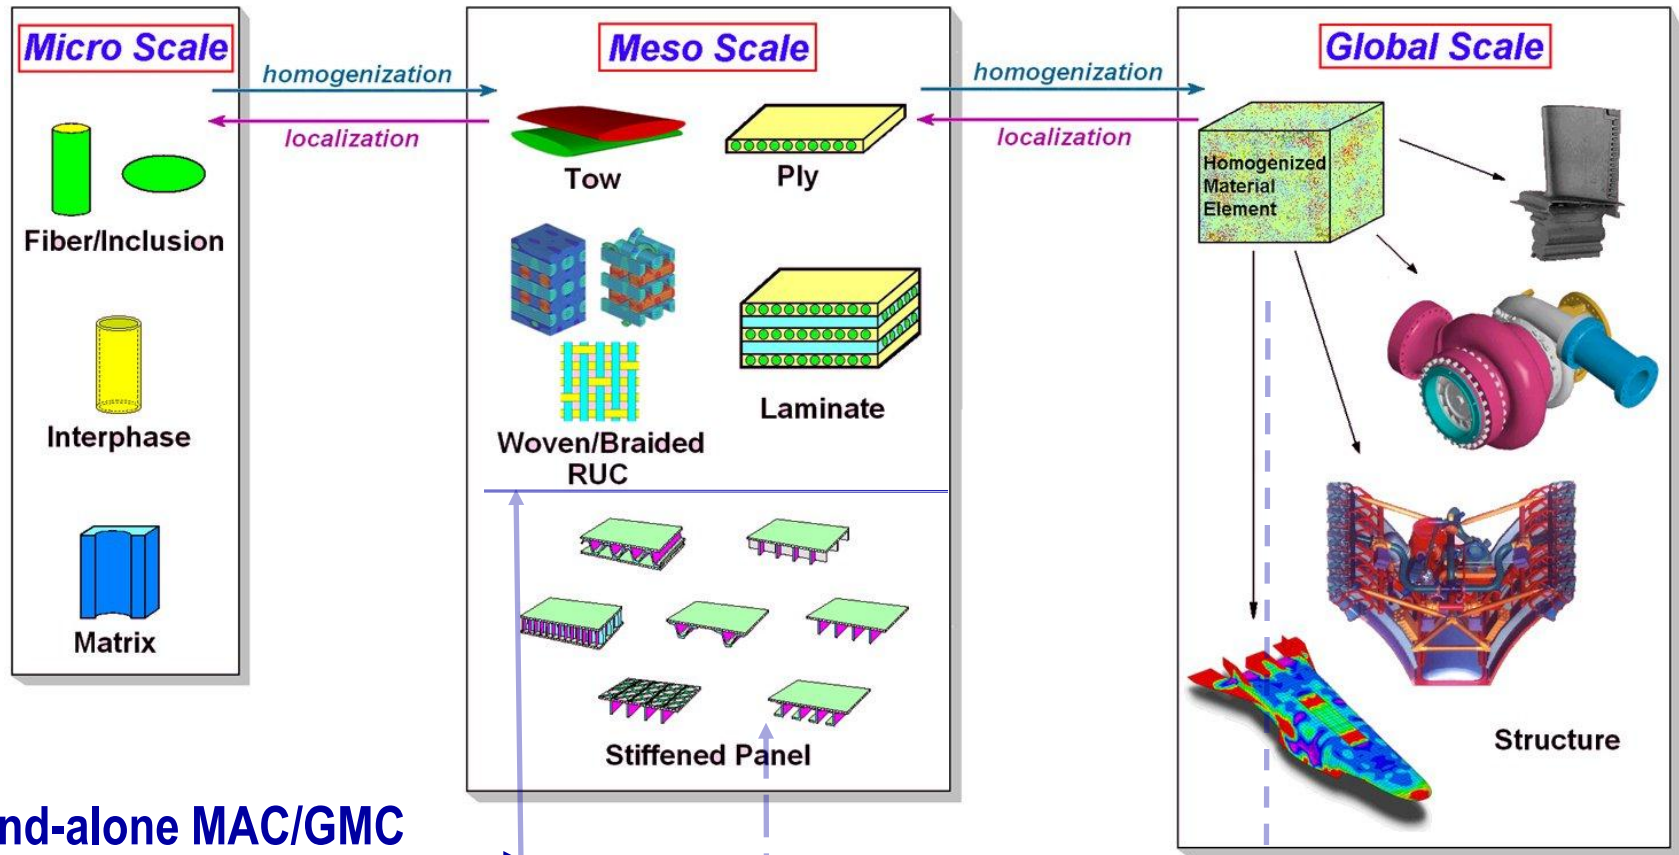 Micro Scale
Fiber/Inclusion
Interphase
Matrix
homogenization
localization
Meso Scale
Tow
Ply
Woven/Braided
RUC
Laminate
Stiffened Panel
homogenization
localization
Global Scale
Homogenized
Material
Element
Structure
nd-alone MAC/GMC